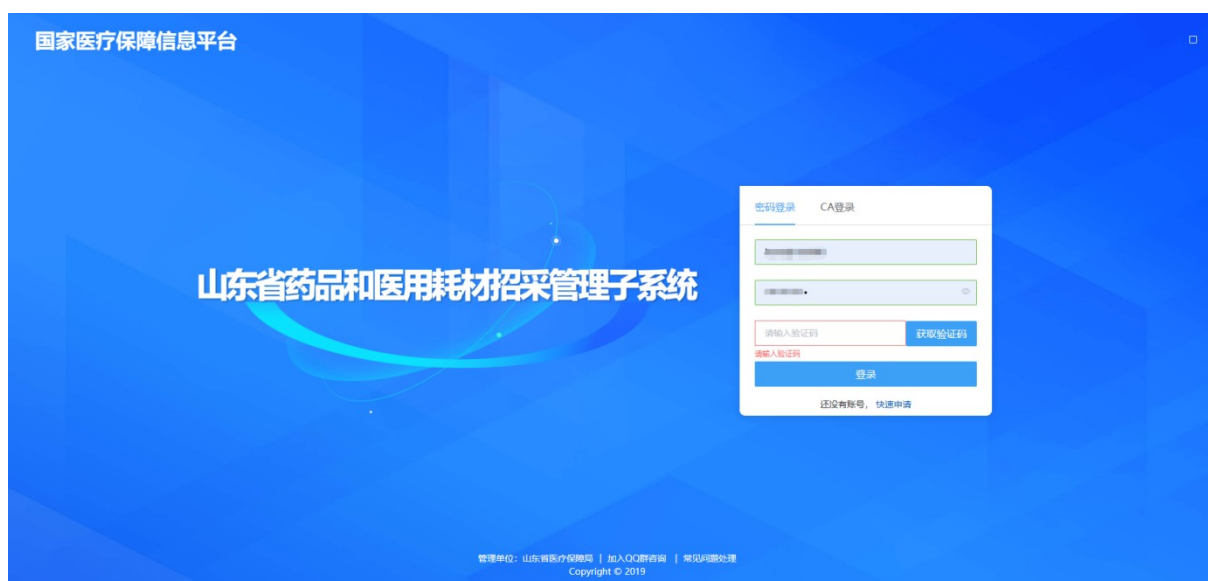 国家医疗保障信息平台
山东省药品和医用耗材招采管理子系统
密码登录 CA登录
请输入验证码 获取验证码
请输入验证码
登录
还没有账号， 快速申请
管理单位：山东省医疗保障局 | 加入QQ群咨询 | 常见问题处理
Copyright © 2019